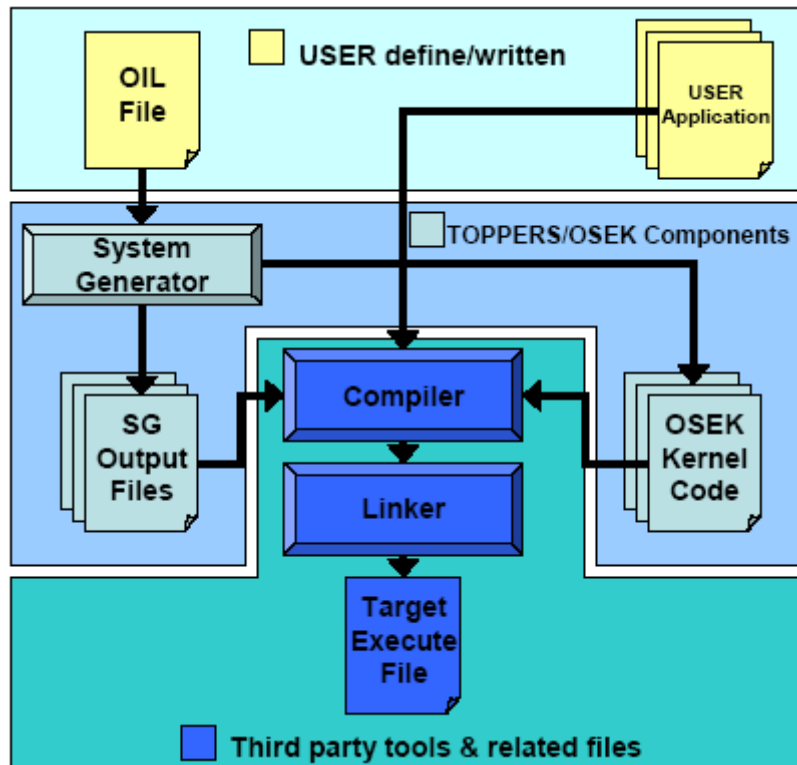 OIL
File
USER define/written
USER
Application
System
Generator
TOPPERS/OSEK Components
Compiler
SG
Output
Files
OSEK
Kernel
Code
Linker
Target
Execute
File
Third party tools & related files